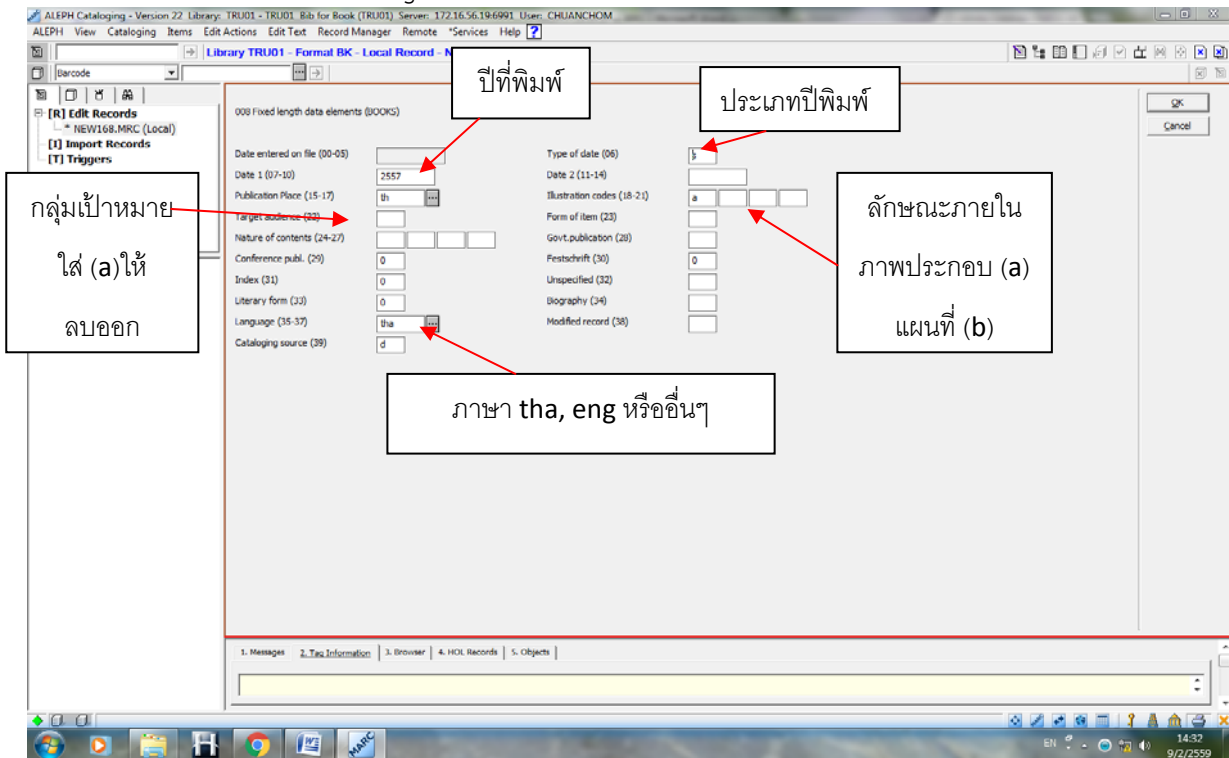 ALEPH Cataloging - Version 22 Library: TRU01 - TRU01 Bib for Book (TRU01) Server: 172.16.56.19:6991 User: CHUANCHOM
ALEPH View Cataloging Items Edit Actions Edit Text Record Manager Remote *Services Help ?
Library TRU01 - Format BK - Local Record - N
Barcode
[R] Edit Records
* NEW168.MRC (Local)
[I] Import Records
[T] Triggers
ปีที่พิมพ์
ประเภทปีพิมพ์
OK
Cancel
008 Fixed length data elements (BOOKS)
Date entered on file (00-05)
Type of date (06)
Date 1 (07-10) 2557
Date 2 (11-14)
Publication Place (15-17) th ...
Illustration codes (18-21) a
Target audience (22)
Form of item (23)
Nature of contents (24-27)
Govt.publication (28)
Conference publ. (29) 0
Festschrift (30) 0
Index (31) 0
Unspecified (32)
Literary form (33) 0
Biography (34)
Language (35-37) tha ...
Modified record (38)
Cataloging source (39) d
กลุ่มเป้าหมาย
ใส่ (a)ให้
ลบออก
ลักษณะภายใน
ภาพประกอบ (a)
แผนที่ (b)
ภาษา tha, eng หรืออื่นๆ
1. Messages 2. Tag Information 3. Browser 4. HOL Records 5. Objects
EN
14:32
9/2/2559